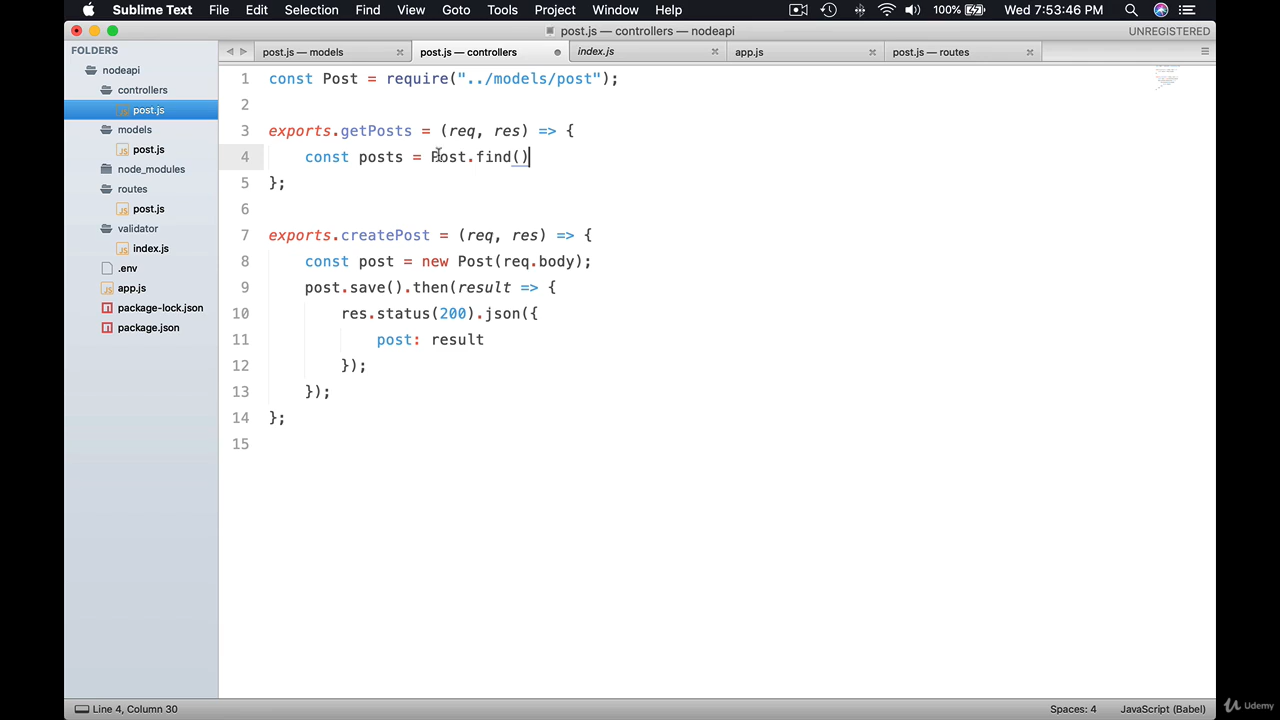 Sublime Text File Edit Selection Find View Goto Tools Project Window Help 100% Wed 7:53:46 PM
post.js — controllers — nodeapi UNREGISTERED
FOLDERS
nodeapi
controllers
post.js
models
post.js
node_modules
routes
post.js
validator
index.js
.env
app.js
package-lock.json
package.json
post.js — models post.js — controllers index.js app.js post.js — routes
1 const Post = require("../models/post");
2
3 exports.getPosts = (req, res) => {
4 const posts = Post.find()
5 };
6
7 exports.createPost = (req, res) => {
8 const post = new Post(req.body);
9 post.save().then(result => {
10 res.status(200).json({
11 post: result
12 });
13 });
14 };
15
Line 4, Column 30 Spaces: 4 JavaScript (Babel)
Udemy